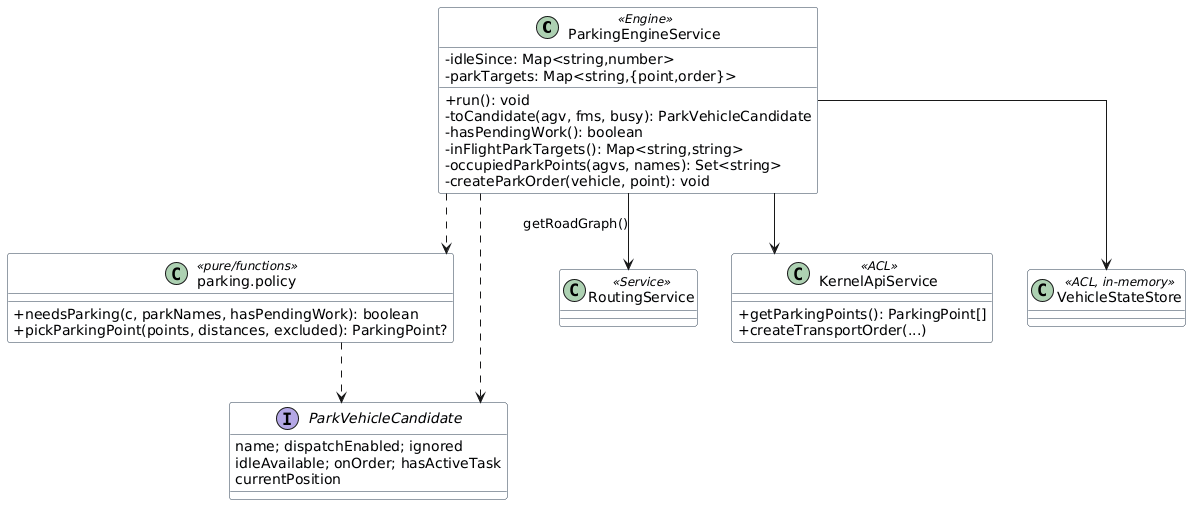 C
«Engine»
ParkingEngineService
-idleSince: Map<string,number>
-parkTargets: Map<string,{point,order}>
+run(): void
-toCandidate(agv, fms, busy): ParkVehicleCandidate
-hasPendingWork(): boolean
-inFlightParkTargets(): Map<string,string>
-occupiedParkPoints(agvs, names): Set<string>
-createParkOrder(vehicle, point): void
getRoadGraph()
C
«pure/functions»
parking.policy
+needsParking(c, parkNames, hasPendingWork): boolean
+pickParkingPoint(points, distances, excluded): ParkingPoint?
C
«Service»
RoutingService
C
«ACL»
KernelApiService
+getParkingPoints(): ParkingPoint[]
+createTransportOrder(...)
C
«ACL, in-memory»
VehicleStateStore
I
ParkVehicleCandidate
name; dispatchEnabled; ignored
idleAvailable; onOrder; hasActiveTask
currentPosition